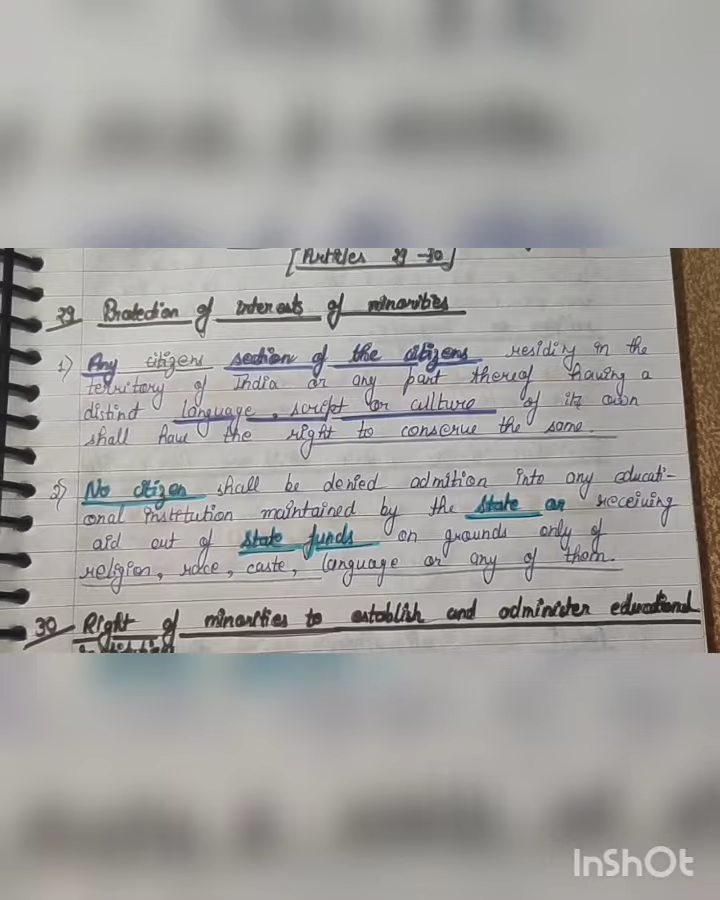 [Articles 29-30]
29 Protection of interests of minorities
1) Any citizens section of the citizens residing in the
territory of India or any part thereof having a
distind language, script or culture of its own
shall have the right to conserve the same.
2) No citizen shall be denied admition into any educati-
onal institution maintained by the state or receiving
aid out of state funds on grounds only of
religion, race, caste, language or any of them.
30 Right of minorities to establish and administer educational
InShOt